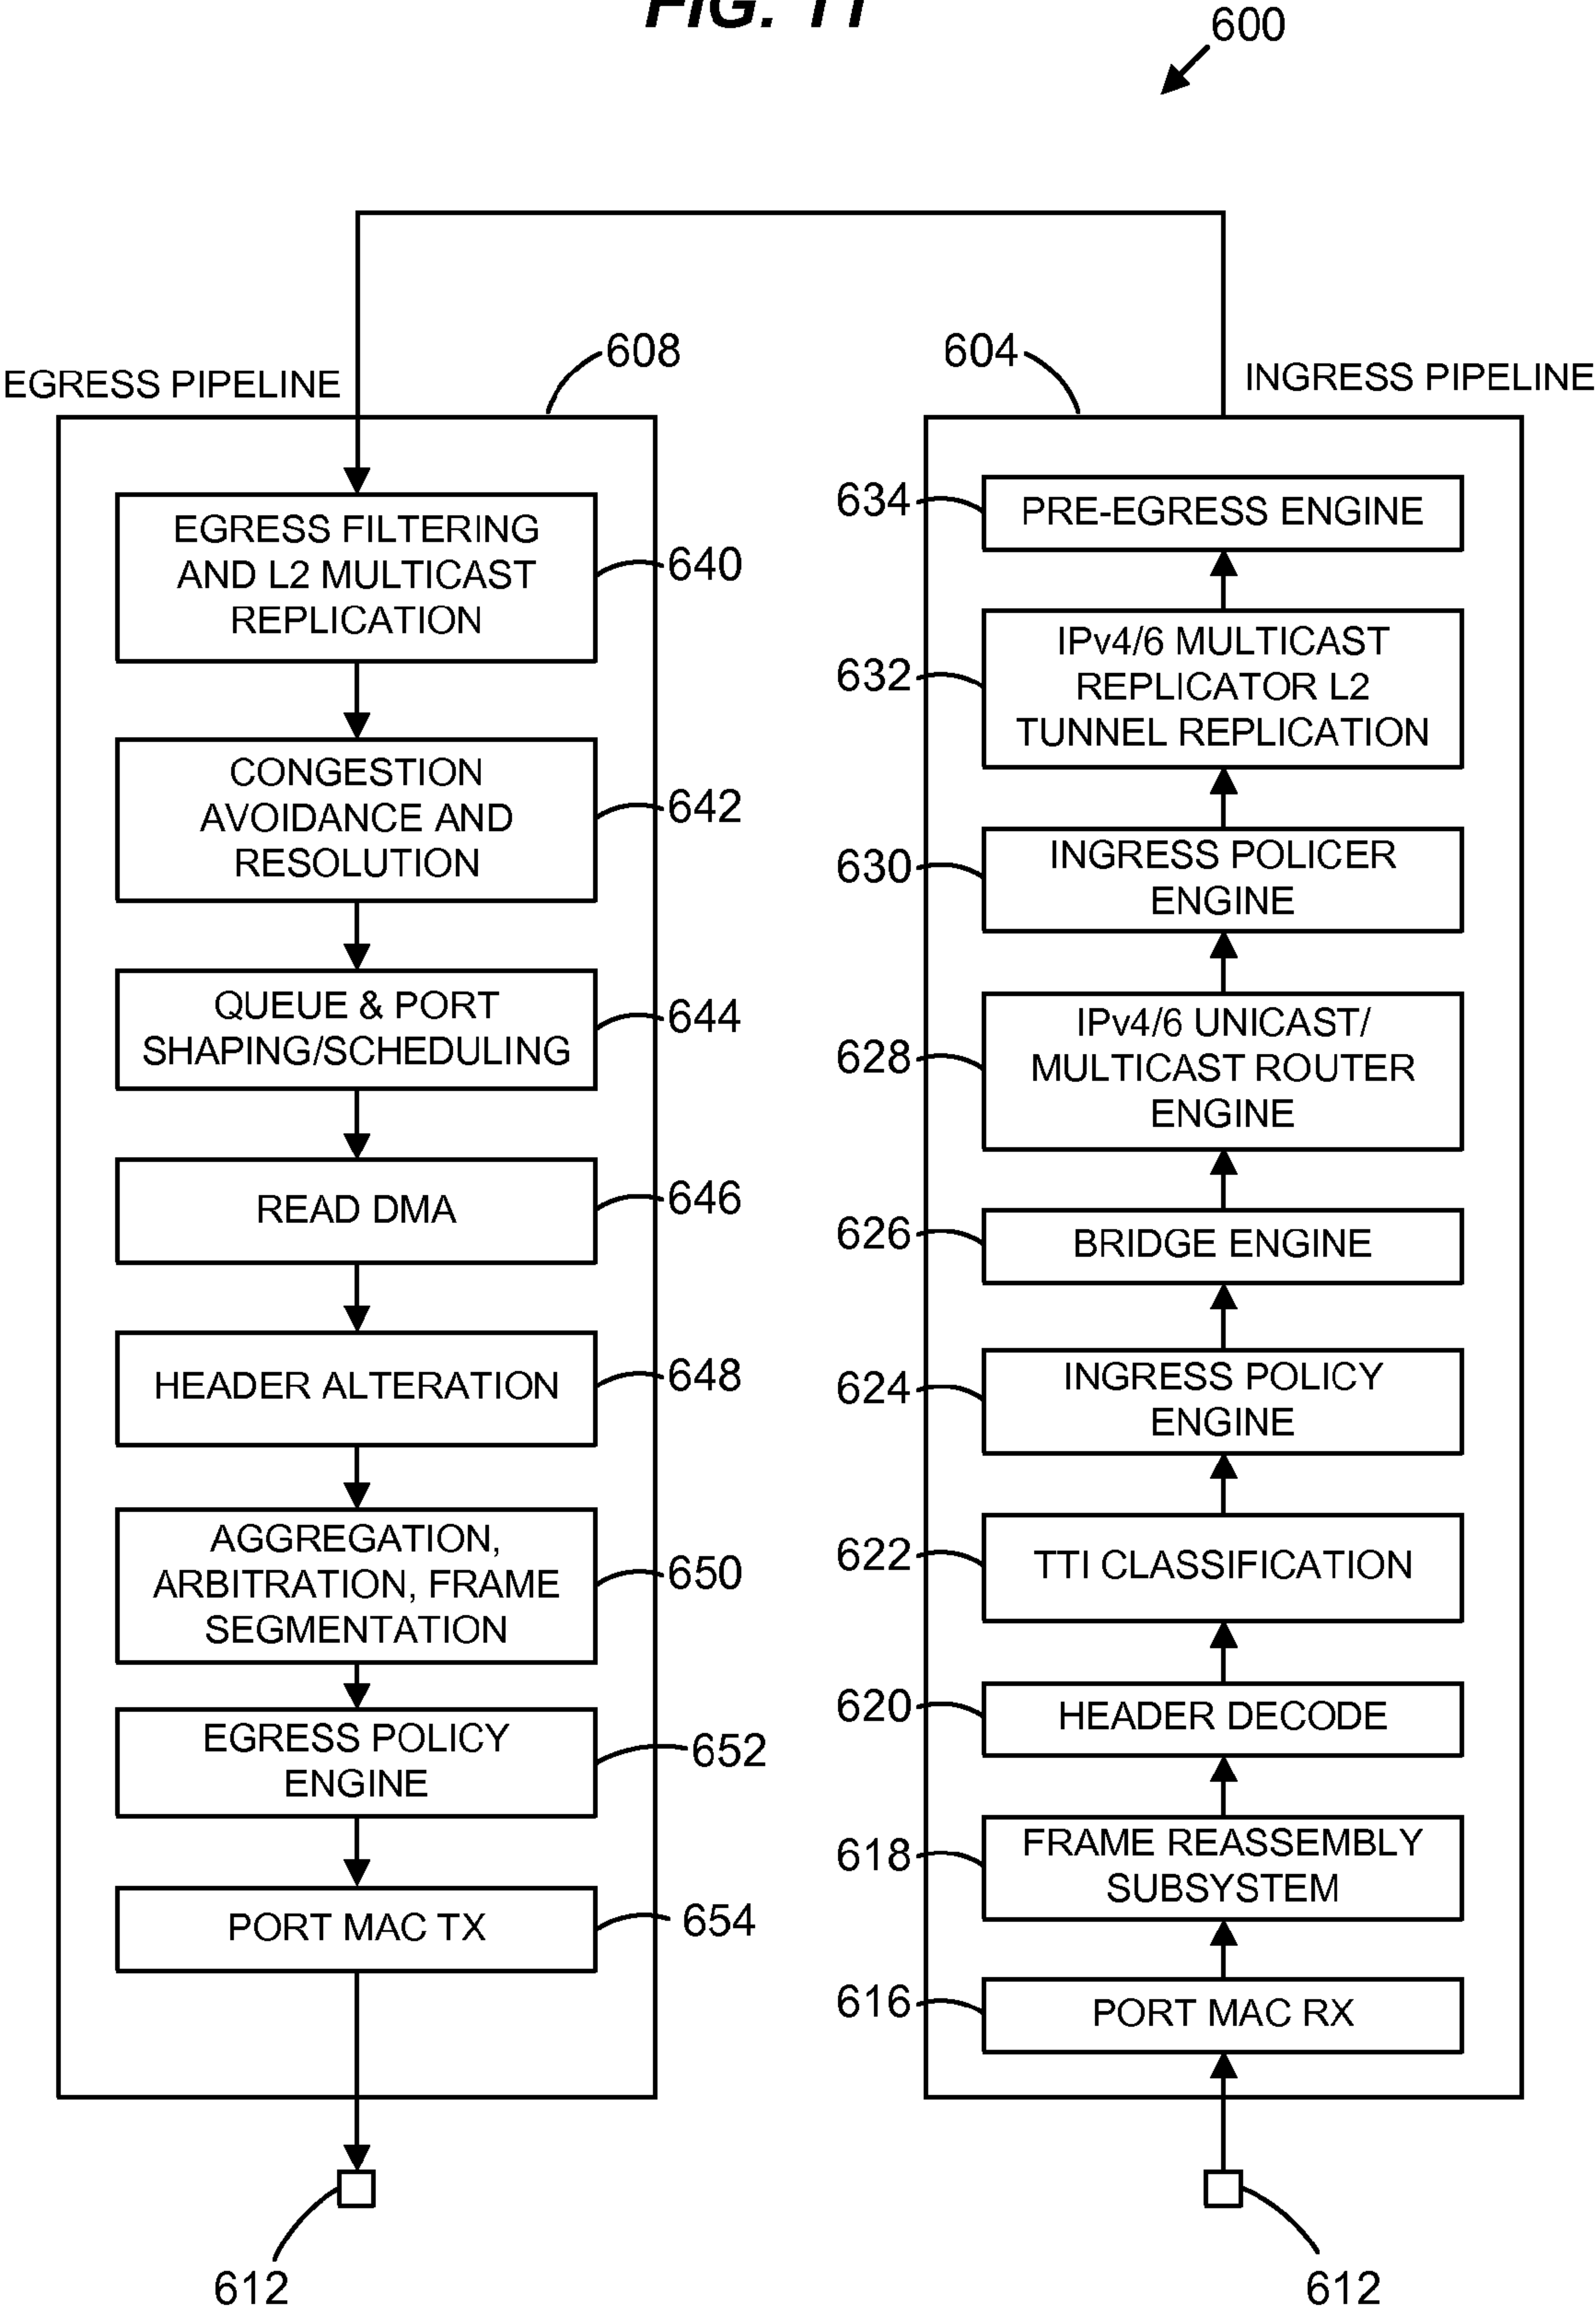 FIG. 11
600
608
604
EGRESS PIPELINE
INGRESS PIPELINE
EGRESS FILTERING
AND L2 MULTICAST
REPLICATION
640
CONGESTION
AVOIDANCE AND
RESOLUTION
642
QUEUE & PORT
SHAPING/SCHEDULING
644
READ DMA
646
HEADER ALTERATION
648
AGGREGATION,
ARBITRATION, FRAME
SEGMENTATION
650
EGRESS POLICY
ENGINE
652
PORT MAC TX
654
612
634
PRE-EGRESS ENGINE
632
IPv4/6 MULTICAST
REPLICATOR L2
TUNNEL REPLICATION
630
INGRESS POLICER
ENGINE
628
IPv4/6 UNICAST/
MULTICAST ROUTER
ENGINE
626
BRIDGE ENGINE
624
INGRESS POLICY
ENGINE
622
TTI CLASSIFICATION
620
HEADER DECODE
618
FRAME REASSEMBLY
SUBSYSTEM
616
PORT MAC RX
612